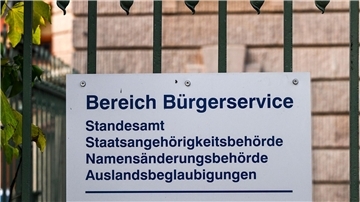 Bereich Bürgerservice
Standesamt
Staatsangehörigkeitsbehörde
Namensänderungsbehörde
Auslandsbeglaubigungen